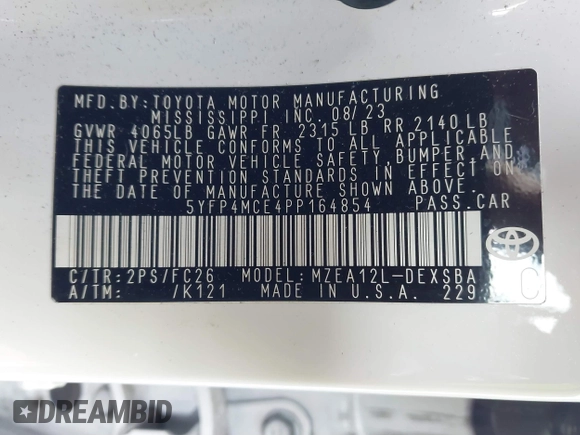 MFD. BY: TOYOTA MOTOR MANUFACTURING
MISSISSIPPI INC. 08/23
GVWR 4065LB GAWR FR 2315 LB RR 2140 LB
THIS VEHICLE CONFORMS TO ALL APPLICABLE
FEDERAL MOTOR VEHICLE SAFETY, BUMPER, AND
THEFT PREVENTION STANDARDS IN EFFECT ON
THE DATE OF MANUFACTURE SHOWN ABOVE.
5YFP4MCE4PP164854 PASS.CAR
C/TR: 2PS/FC26 MODEL: MZEA12L-DEXSBA
A/TM: /K121 MADE IN U.S.A. 229
C
DREAMBID